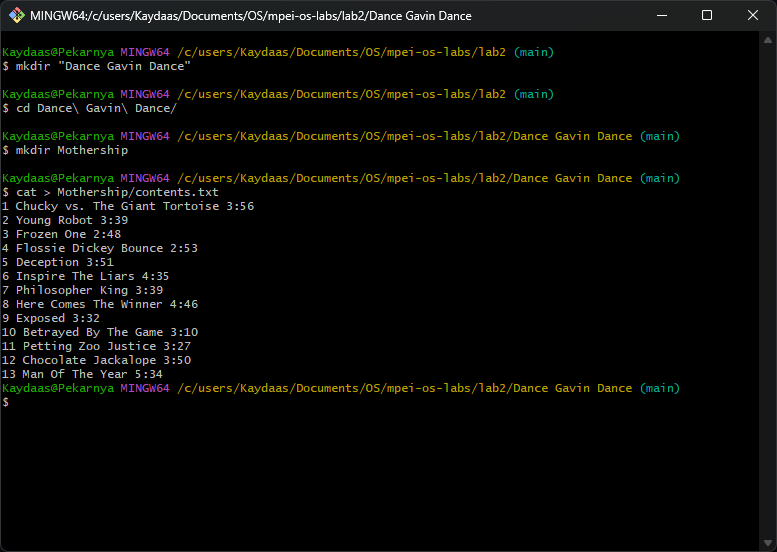 MINGW64:/c/users/Kaydaas/Documents/OS/mpei-os-labs/lab2/Dance Gavin Dance
Kaydaas@Pekarnya MINGW64 /c/users/Kaydaas/Documents/OS/mpei-os-labs/lab2 (main)
$ mkdir "Dance Gavin Dance"
Kaydaas@Pekarnya MINGW64 /c/users/Kaydaas/Documents/OS/mpei-os-labs/lab2 (main)
$ cd Dance\ Gavin\ Dance/
Kaydaas@Pekarnya MINGW64 /c/users/Kaydaas/Documents/OS/mpei-os-labs/lab2/Dance Gavin Dance (main)
$ mkdir Mothership
Kaydaas@Pekarnya MINGW64 /c/users/Kaydaas/Documents/OS/mpei-os-labs/lab2/Dance Gavin Dance (main)
$ cat > Mothership/contents.txt
1 Chucky vs. The Giant Tortoise 3:56
2 Young Robot 3:39
3 Frozen One 2:48
4 Flossie Dickey Bounce 2:53
5 Deception 3:51
6 Inspire The Liars 4:35
7 Philosopher King 3:39
8 Here Comes The Winner 4:46
9 Exposed 3:32
10 Betrayed By The Game 3:10
11 Petting Zoo Justice 3:27
12 Chocolate Jackalope 3:50
13 Man Of The Year 5:34
Kaydaas@Pekarnya MINGW64 /c/users/Kaydaas/Documents/OS/mpei-os-labs/lab2/Dance Gavin Dance (main)
$